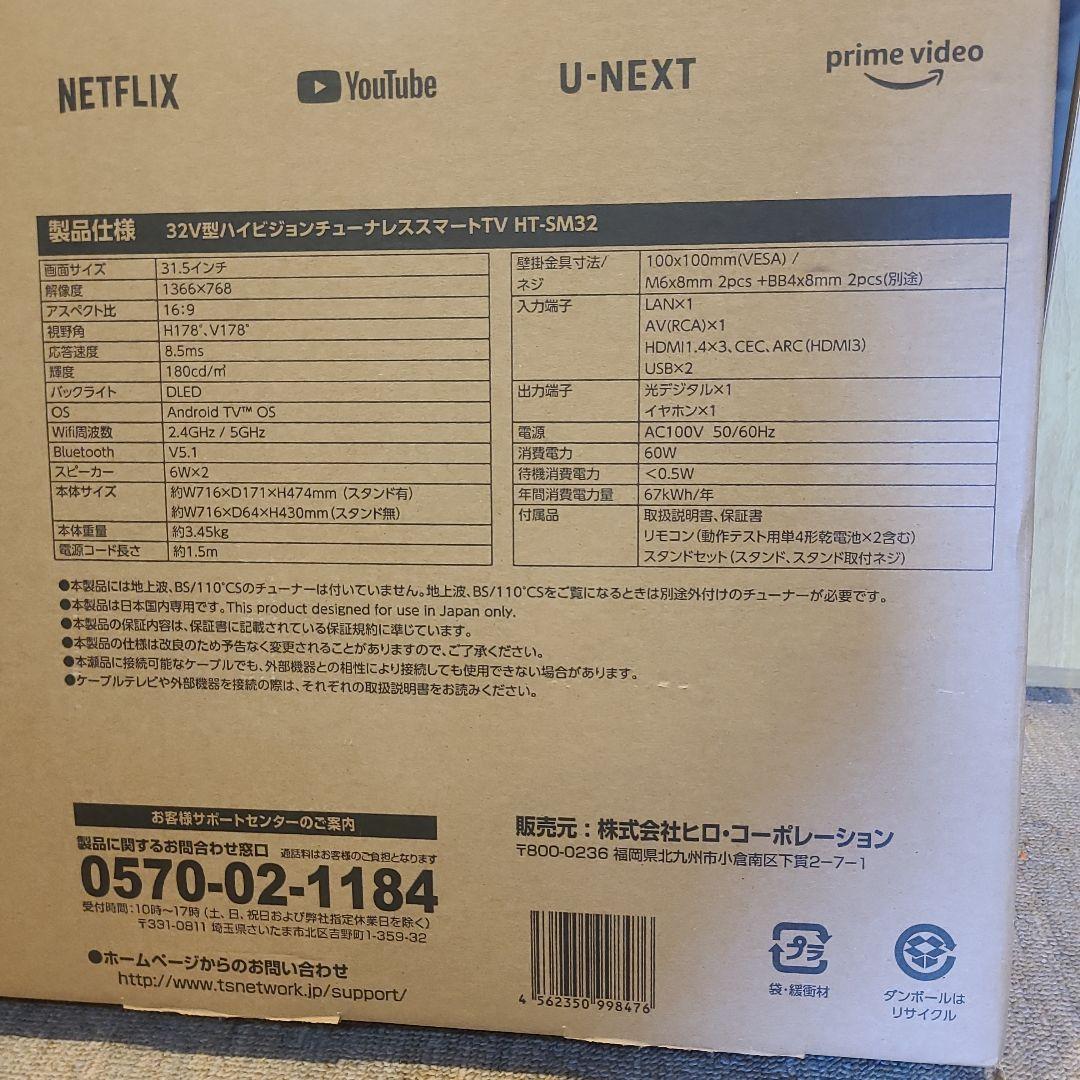 NETFLIX
YouTube
U-NEXT
prime video
製品仕様 32V型ハイビジョンチューナレススマートTV HT-SM32
画面サイズ 31.5インチ
解像度 1366×768
アスペクト比 16:9
視野角 H178°、V178°
応答速度 8.5ms
輝度 180cd/㎡
バックライト DLED
OS Android TV™ OS
Wifi周波数 2.4GHz / 5GHz
Bluetooth V5.1
スピーカー 6W×2
本体サイズ 約W716×D171×H474mm (スタンド有)
約W716×D64×H430mm (スタンド無)
本体重量 約3.45kg
電源コード長さ 約1.5m
壁掛金具寸法/ 100x100mm(VESA) /
ネジ M6x8mm 2pcs +BB4x8mm 2pcs(別途)
入力端子 LAN×1
AV(RCA)×1
HDMI1.4×3、CEC、ARC(HDMI3)
USB×2
出力端子 光デジタル×1
イヤホン×1
電源 AC100V 50/60Hz
消費電力 60W
待機消費電力 <0.5W
年間消費電力量 67kWh/年
付属品 取扱説明書、保証書
リモコン(動作テスト用単4形乾電池×2含む)
スタンドセット(スタンド、スタンド取付ネジ)
●本製品には地上波、BS/110°CSのチューナーは付いていません。地上波、BS/110°CSをご覧になるときは別途外付けのチューナーが必要です。
●本製品は日本国内専用です。This product designed for use in Japan only.
●本製品の保証内容は、保証書に記載されている保証規約に準じています。
●本製品の仕様は改良のため予告なく変更されることがありますので、ご了承ください。
●本瀬品に接続可能なケーブルでも、外部機器との相性により接続しても使用できない場合があります。
●ケーブルテレビや外部機器を接続の際は、それぞれの取扱説明書をお読みください。
お客様サポートセンターのご案内
製品に関するお問合わせ窓口 通話料はお客様のご負担となります
0570-02-1184
受付時間:10時〜17時 (土、日、祝日および弊社指定休業日を除く)
〒331-0811 埼玉県さいたま市北区吉野町1-359-32
●ホームページからのお問い合わせ
http://www.tsnetwork.jp/support/
販売元:株式会社ヒロ・コーポレーション
〒800-0236 福岡県北九州市小倉南区下貫2-7-1
4 562350 998476
プラ
袋・緩衝材
ダンボールは
リサイクル